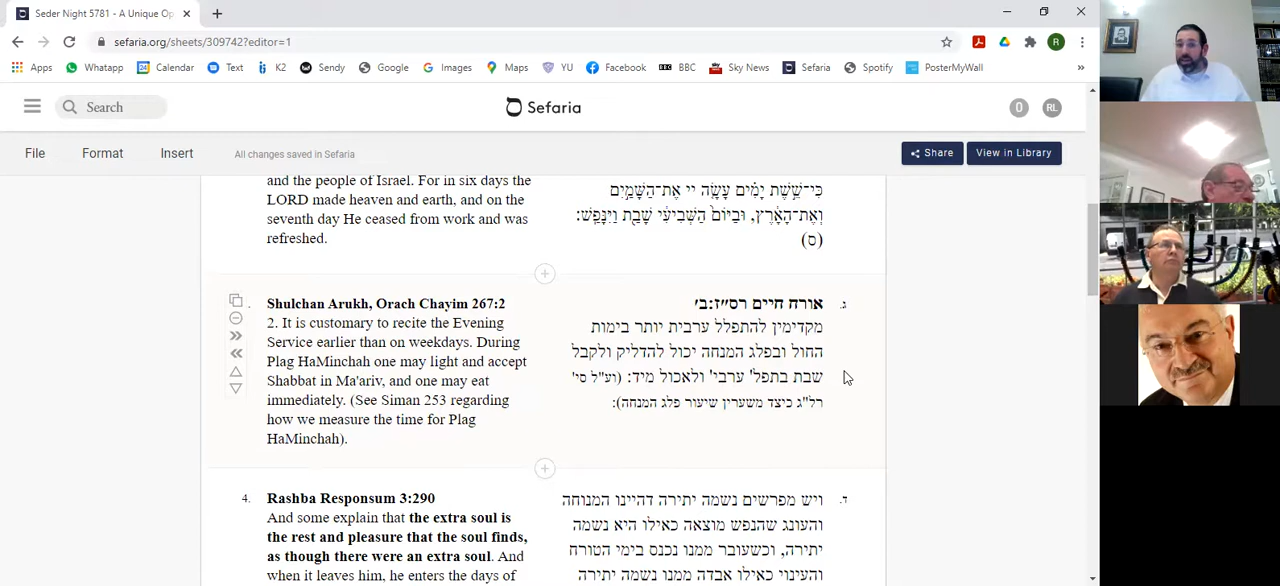 Seder Night 5781 - A Unique Op
sefaria.org/sheets/309742?editor=1
R
Apps
Whatapp
Calendar
Text
K2
Sendy
Google
Images
Maps
YU
Facebook
BBC
Sky News
Sefaria
Spotify
PosterMyWall
»
Search
Sefaria
0
RL
File
Format
Insert
All changes saved in Sefaria
Share
View in Library
and the people of Israel. For in six days the
LORD made heaven and earth, and on the
seventh day He ceased from work and was
refreshed.
כִּי־שֵׁשֶׁת יָמִים עָשָׂה יי אֶת־הַשָּׁמַיִם
וְאֶת־הָאָרֶץ, וּבַיּוֹם הַשְּׁבִיעִי שָׁבַת וַיִּנָּפַשׁ׃
(ס)
Shulchan Arukh, Orach Chayim 267:2
2. It is customary to recite the Evening
Service earlier than on weekdays. During
Plag HaMinchah one may light and accept
Shabbat in Ma'ariv, and one may eat
immediately. (See Siman 253 regarding
how we measure the time for Plag
HaMinchah).
ג.
אורח חיים רס״ז:ב׳
מקדימין להתפלל ערבית יותר בימות
החול ובפלג המנחה יכול להדליק ולקבל
שבת בתפל' ערבי' ולאכול מיד: (וע"ל סי'
רל"ג כיצד משערין שיעור פלג המנחה):
4.
Rashba Responsum 3:290
And some explain that the extra soul is
the rest and pleasure that the soul finds,
as though there were an extra soul. And
when it leaves him, he enters the days of
ד.
ויש מפרשים נשמה יתירה דהיינו המנוחה
והעונג שהנפש מוצאה כאילו היא נשמה
יתירה, וכשעובר ממנו נכנס בימי הטורח
והעינוי כאילו אבדה ממנו נשמה יתירה